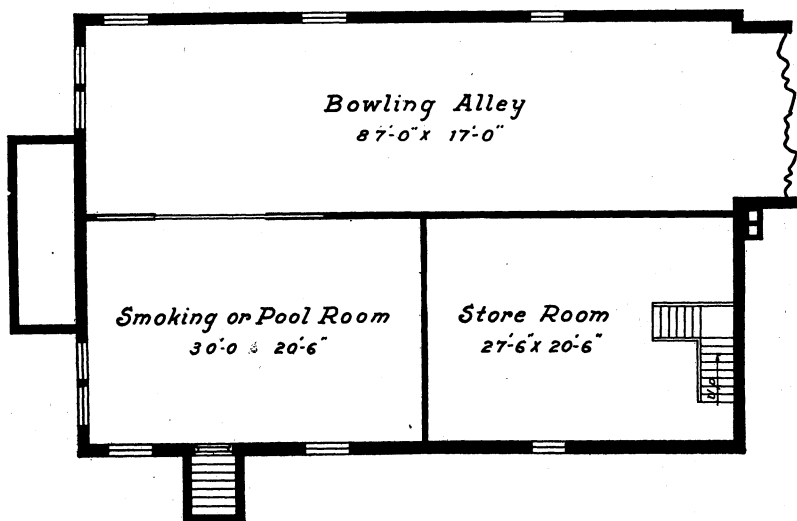 Bowling Alley
87'-0" X 17'-0"
Smoking or Pool Room
30'-0 x 20'-6"
Store Room
27'-6" X 20'-6"
UP